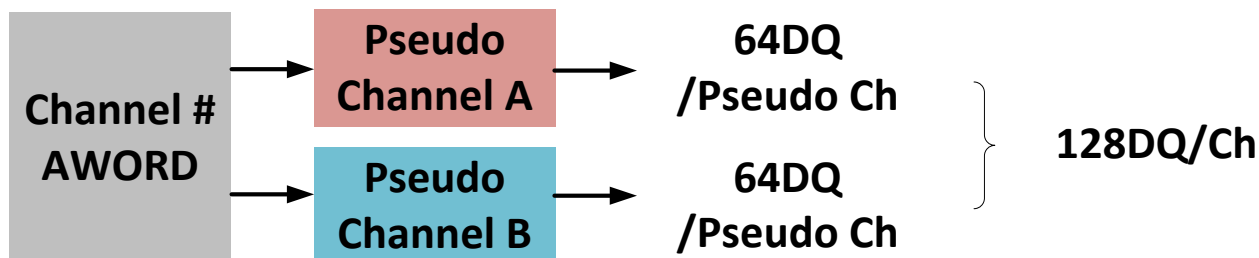 Channel #
AWORD
Pseudo
Channel A
64DQ
/Pseudo Ch
Pseudo
Channel B
64DQ
/Pseudo Ch
128DQ/Ch